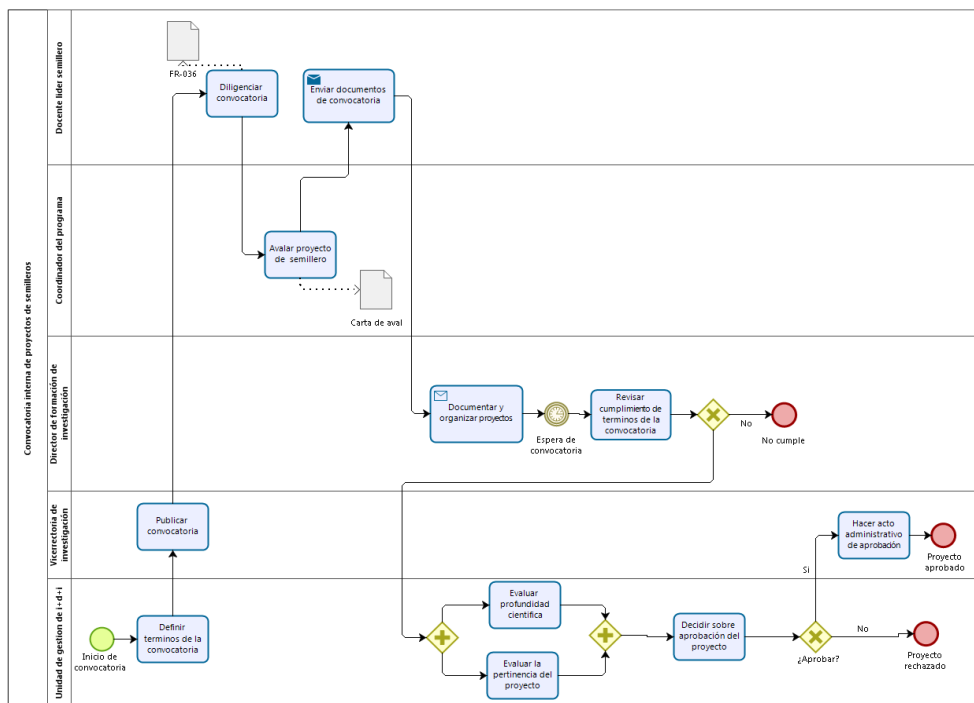 Convocatoria interna de proyectos de semilleros
Docente lider semillero
FR-036
Diligenciar
convocatoria
Enviar documentos
de convocatoria
Coordinador del programa
Avalar proyecto
de semillero
Carta de aval
Director de formación de
investigación
Documentar y
organizar proyectos
Espera de
convocatoria
Revisar
cumplimiento de
terminos de la
convocatoria
No
No cumple
Vicerrectoría de
investigación
Publicar
convocatoria
Hacer acto
administrativo
de aprobación
Proyecto
aprobado
Unidad de gestion de i+d+i
Inicio de
convocatoria
Definir
terminos de la
convocatoria
Evaluar
profundidad
cientifica
Evaluar la
pertinencia del
proyecto
Decidir sobre
aprobación del
proyecto
¿Aprobar?
Si
No
Proyecto
rechazado